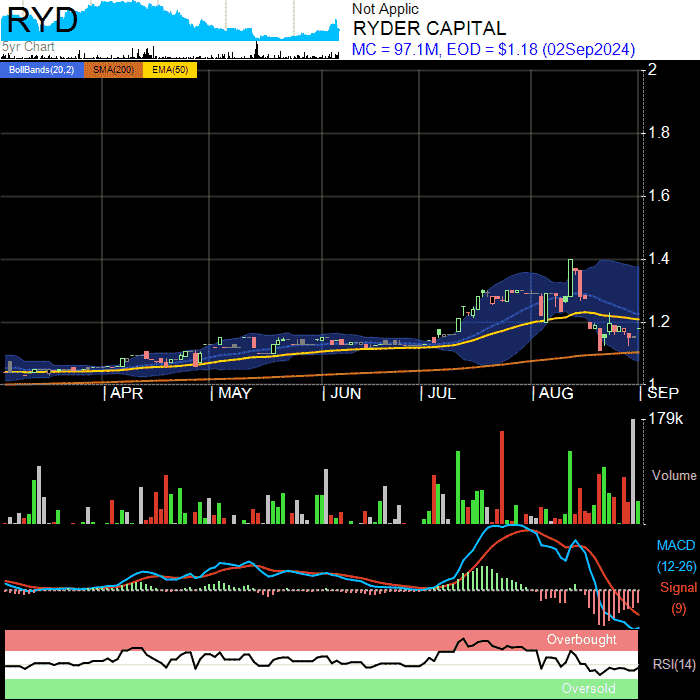 RYD
5yr Chart
Not Applic
RYDER CAPITAL
MC = 97.1M, EOD = $1.18 (02Sep2024)
BollBands(20,2) SMA(200) EMA(50)
2
1.8
1.6
1.4
1.2
1
| APR | MAY | JUN | JUL | AUG | SEP
179k
Volume
MACD
(12-26)
Signal
(9)
Overbought
RSI(14)
Oversold